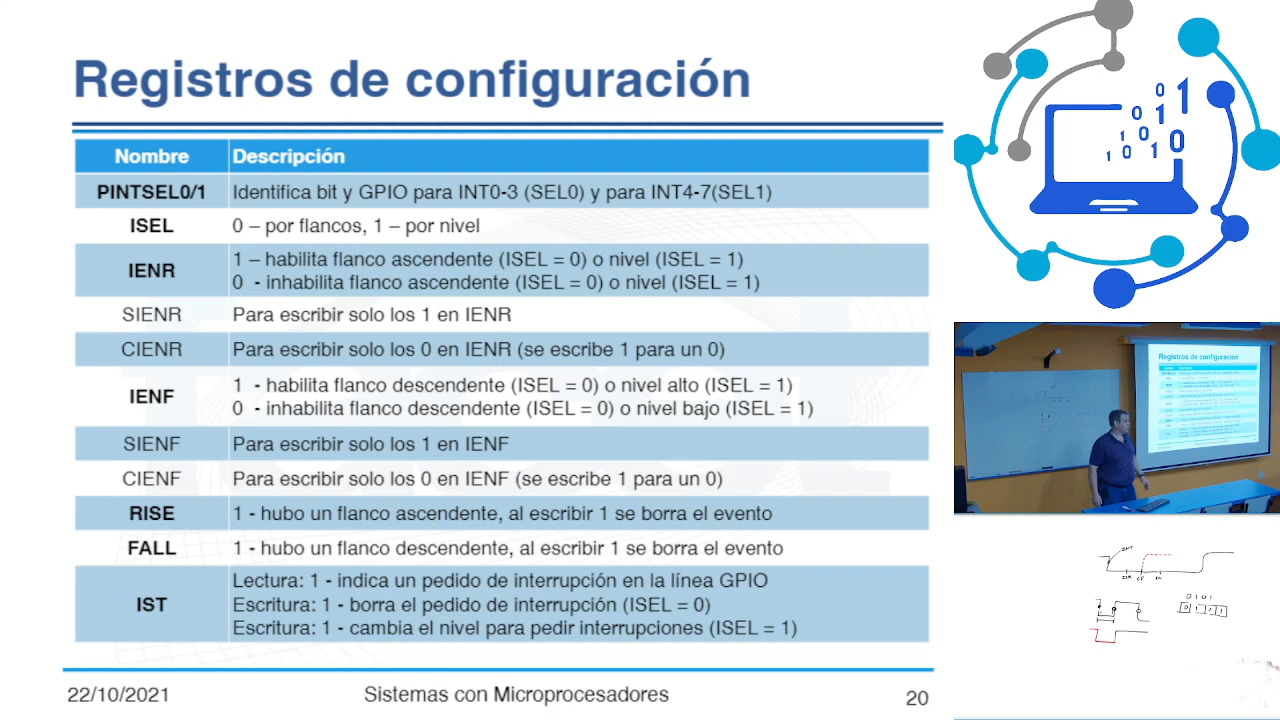 Registros de configuración
Nombre Descripción
PINTSEL0/1 Identifica bit y GPIO para INT0-3 (SEL0) y para INT4-7(SEL1)
ISEL 0 – por flancos, 1 – por nivel
IENR 1 – habilita flanco ascendente (ISEL = 0) o nivel (ISEL = 1)
0 - inhabilita flanco ascendente (ISEL = 0) o nivel (ISEL = 1)
SIENR Para escribir solo los 1 en IENR
CIENR Para escribir solo los 0 en IENR (se escribe 1 para un 0)
IENF 1 - habilita flanco descendente (ISEL = 0) o nivel alto (ISEL = 1)
0 - inhabilita flanco descendente (ISEL = 0) o nivel bajo (ISEL = 1)
SIENF Para escribir solo los 1 en IENF
CIENF Para escribir solo los 0 en IENF (se escribe 1 para un 0)
RISE 1 - hubo un flanco ascendente, al escribir 1 se borra el evento
FALL 1 - hubo un flanco descendente, al escribir 1 se borra el evento
IST Lectura: 1 - indica un pedido de interrupción en la línea GPIO
Escritura: 1 - borra el pedido de interrupción (ISEL = 0)
Escritura: 1 - cambia el nivel para pedir interrupciones (ISEL = 1)
22/10/2021 Sistemas con Microprocesadores 20
0 1
0 1 1
1 0
1 0 1 0
Registros de configuración
INT
ISR CF
0101